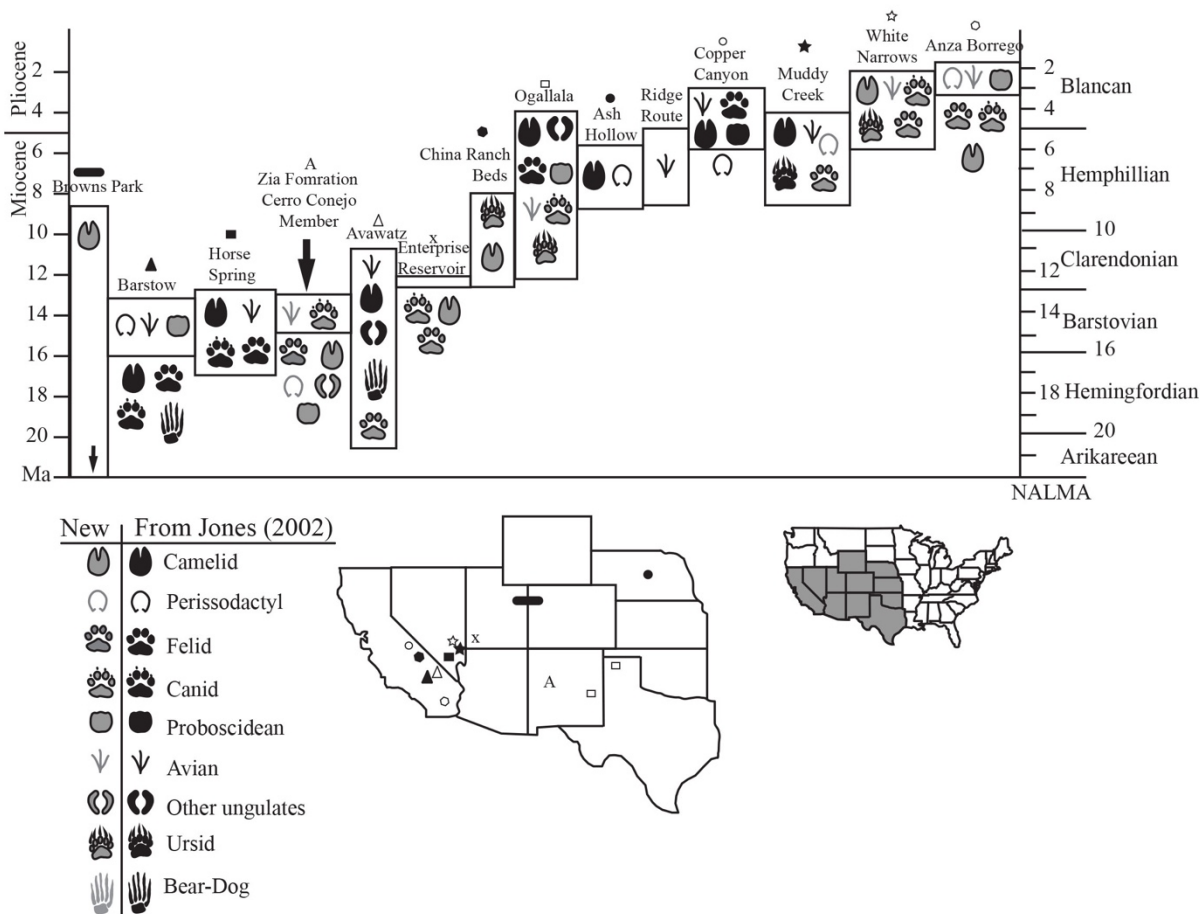 Pliocene
Miocene
2
4
6
8
10
12
14
16
18
20
Ma
Browns Park
Barstow
Horse
Spring
A
Zia Fomration
Cerro Conejo
Member
Avawatz
x
Enterprise
Reservoir
China Ranch
Beds
Ogallala
Ash
Hollow
Ridge
Route
Copper
Canyon
Muddy
Creek
White
Narrows
Anza Borrego
2
4
Blancan
6
8
Hemphillian
10
12
Clarendonian
14
Barstovian
16
18
Hemingfordian
20
Arikareean
NALMA
New From Jones (2002)
Camelid
Perissodactyl
Felid
Canid
Proboscidean
Avian
Other ungulates
Ursid
Bear-Dog
x
A